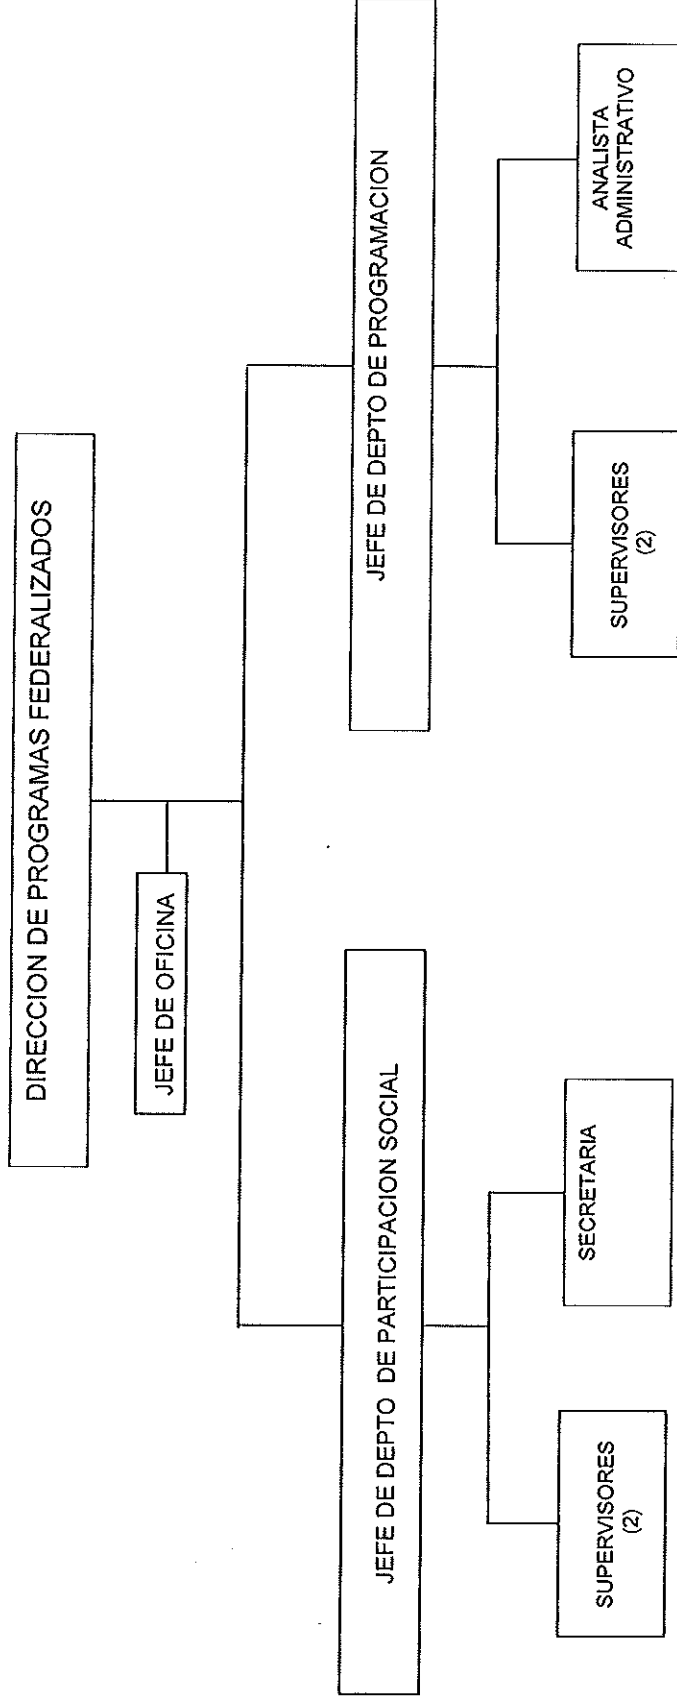 DIRECCION DE PROGRAMAS FEDERALIZADOS
JEFE DE OFICINA
JEFE DE DEPTO DE PARTICIPACION SOCIAL
JEFE DE DEPTO DE PROGRAMACION
SUPERVISORES
(2)
SECRETARIA
SUPERVISORES
(2)
ANALISTA
ADMINISTRATIVO